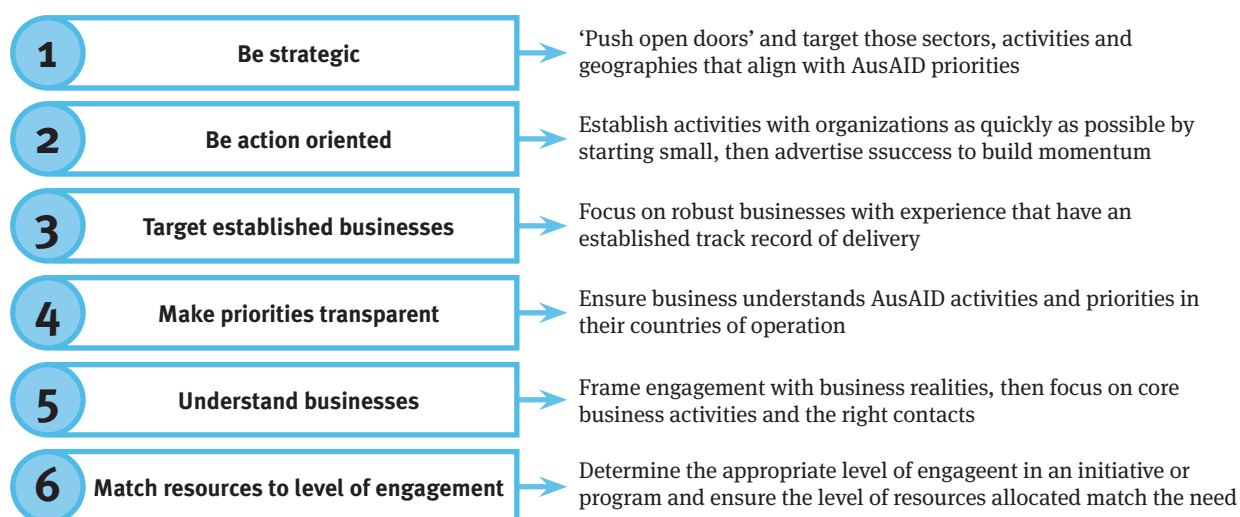 1
Be strategic
‘Push open doors’ and target those sectors, activities and
geographies that align with AusAID priorities
2
Be action oriented
Establish activities with organizations as quickly as possible by
starting small, then advertise ssuccess to build momentum
3
Target established businesses
Focus on robust businesses with experience that have an
established track record of delivery
4
Make priorities transparent
Ensure business understands AusAID activities and priorities in
their countries of operation
5
Understand businesses
Frame engagement with business realities, then focus on core
business activities and the right contacts
6
Match resources to level of engagement
Determine the appropriate level of engageent in an initiative or
program and ensure the level of resources allocated match the need